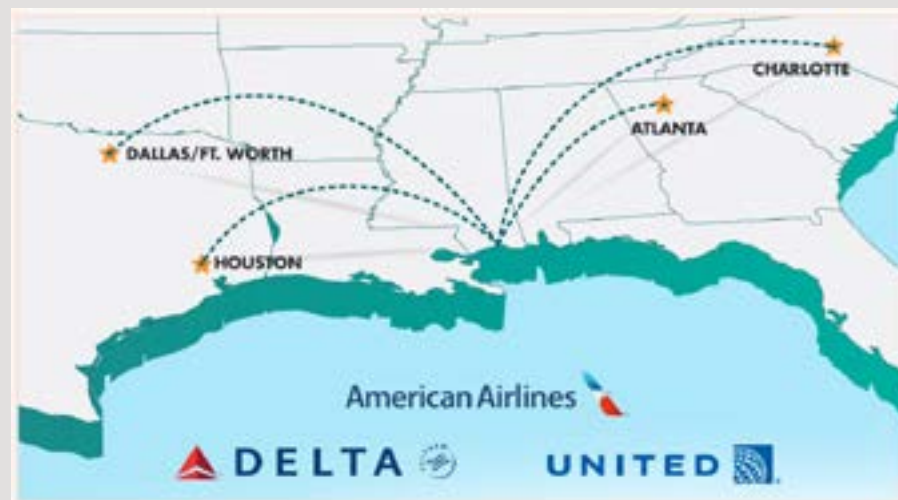 CHARLOTTE
ATLANTA
DALLAS/FT. WORTH
HOUSTON
American Airlines
DELTA
UNITED